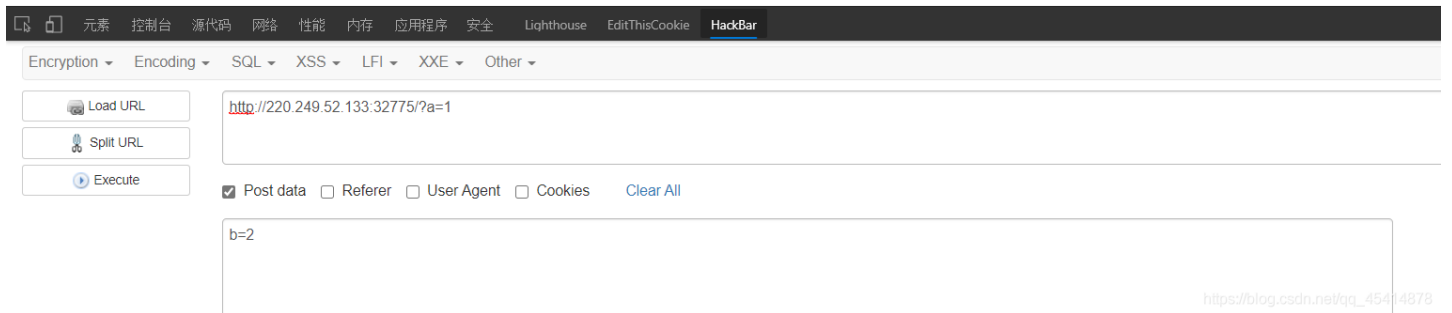 元素 控制台 源代码 网络 性能 内存 应用程序 安全 Lighthouse EditThisCookie HackBar
Encryption Encoding SQL XSS LFI XXE Other
Load URL
http://220.249.52.133:32775/?a=1
Split URL
Execute
Post data Referer User Agent Cookies Clear All
b=2
https://blog.csdn.net/qq_45414878